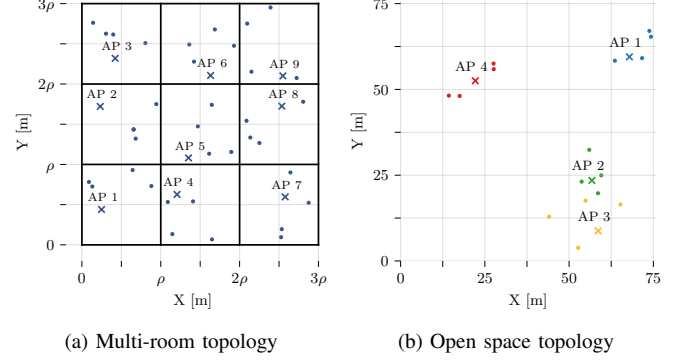 3ρ
2ρ
ρ
0
Y [m]
AP 3
AP 6
AP 9
AP 2
AP 8
AP 5
AP 1
AP 4
AP 7
0
ρ
2ρ
3ρ
X [m]
(a) Multi-room topology
75
50
25
0
Y [m]
AP 1
AP 4
AP 2
AP 3
0
25
50
75
X [m]
(b) Open space topology